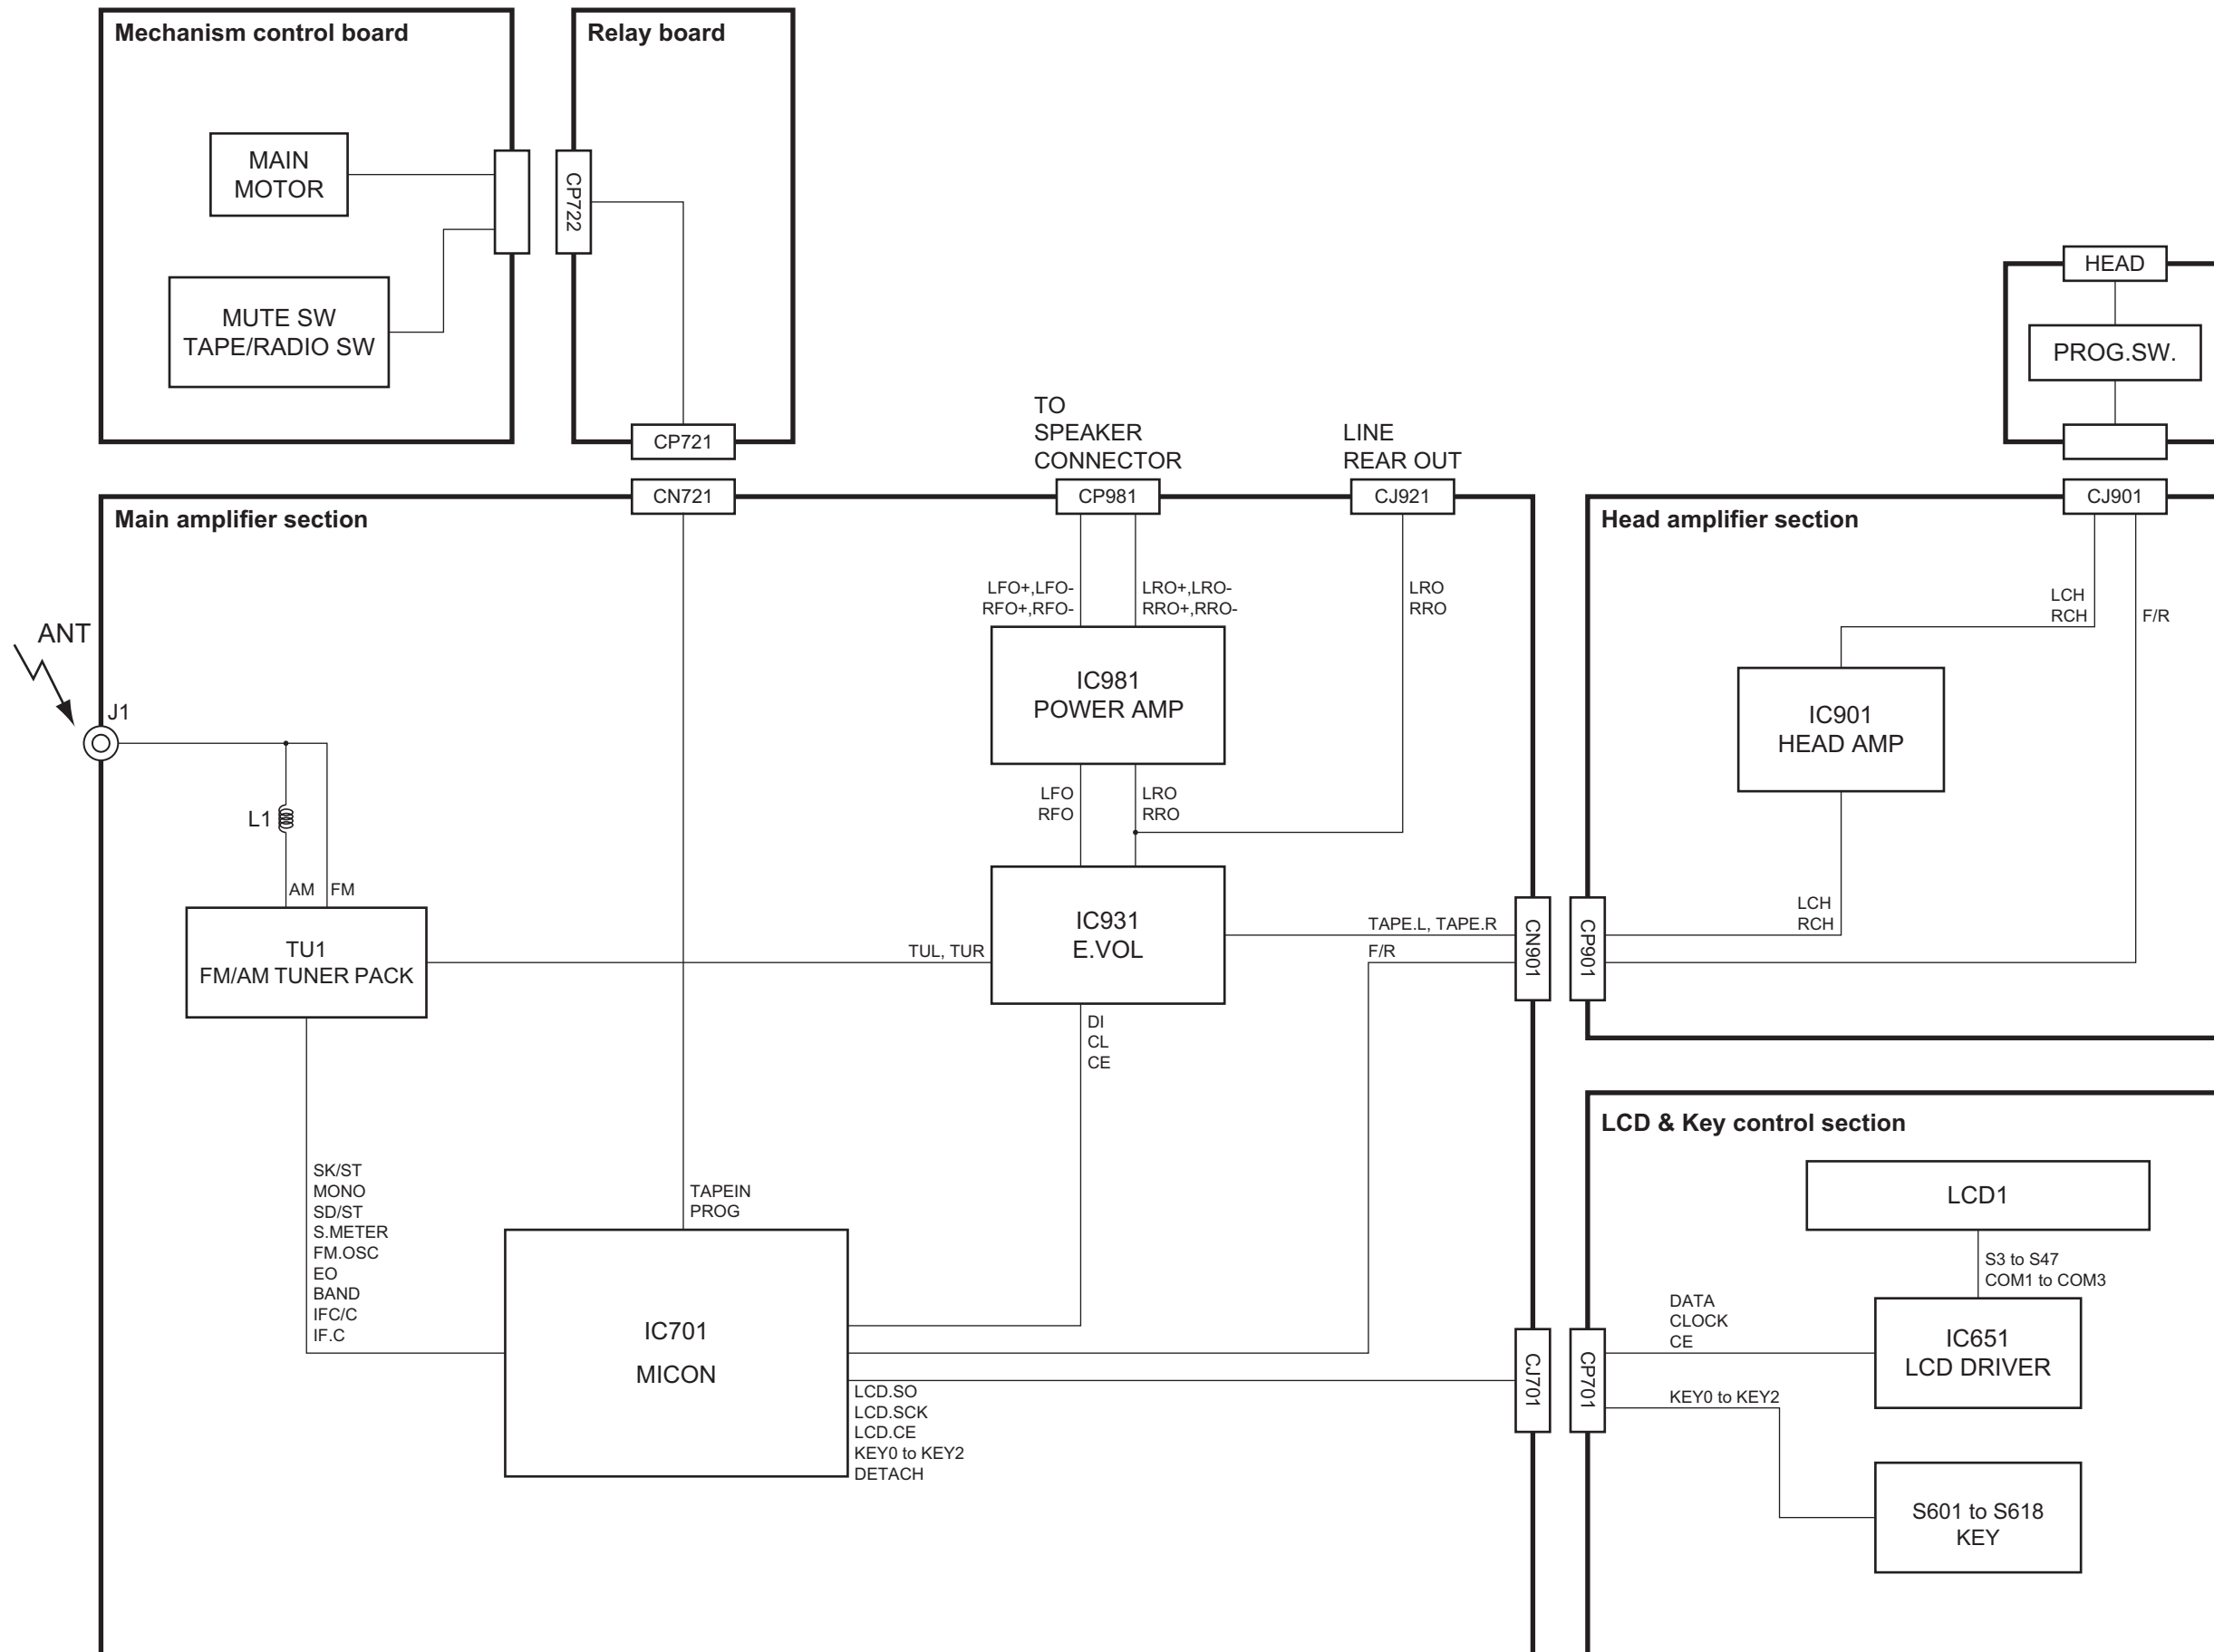 Mechanism control board
MAIN
MOTOR
MUTE SW
TAPE/RADIO SW
Relay board
CP722
CP721
HEAD
PROG.SW.
TO
SPEAKER
CONNECTOR
LINE
REAR OUT
CN721
CP981
CJ921
Main amplifier section
ANT
J1
L1
AM
FM
TU1
FM/AM TUNER PACK
LFO+,LFO-
RFO+,RFO-
LRO+,LRO-
RRO+,RRO-
LRO
RRO
IC981
POWER AMP
LFO
RFO
LRO
RRO
IC931
E.VOL
TUL, TUR
TAPE.L, TAPE.R
F/R
CN901
DI
CL
CE
SK/ST
MONO
SD/ST
S.METER
FM.OSC
EO
BAND
IFC/C
IF.C
TAPEIN
PROG
IC701
MICON
LCD.SO
LCD.SCK
LCD.CE
KEY0 to KEY2
DETACH
CJ701
CJ901
Head amplifier section
LCH
RCH
F/R
IC901
HEAD AMP
LCH
RCH
CP901
LCD & Key control section
LCD1
S3 to S47
COM1 to COM3
DATA
CLOCK
CE
IC651
LCD DRIVER
CP701
KEY0 to KEY2
S601 to S618
KEY